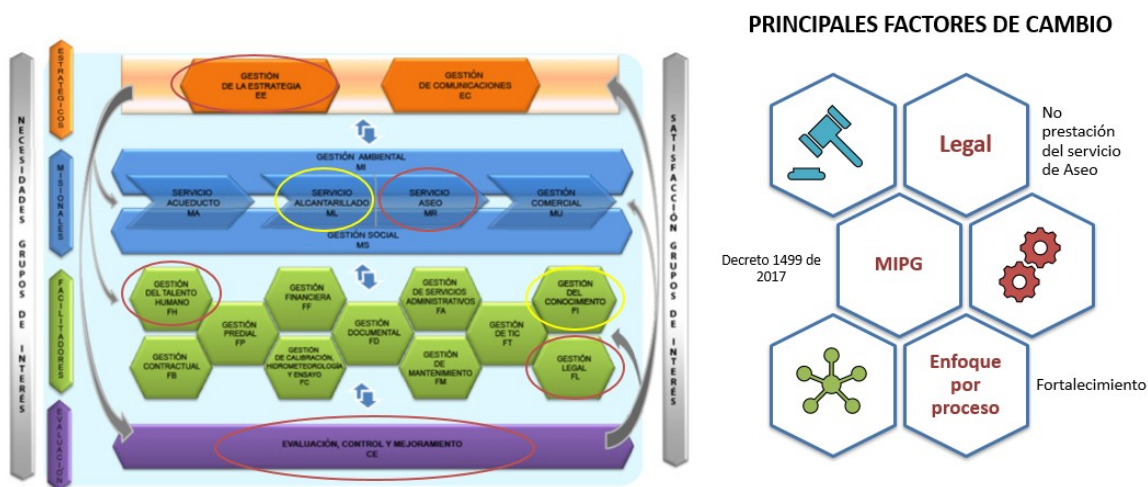 PRINCIPALES FACTORES DE CAMBIO
NECESIDADES GRUPOS DE INTERÉS
ESTRATÉGICOS
GESTIÓN
DE LA ESTRATEGIA
EE
GESTIÓN
DE COMUNICACIONES
EC
MISIONALES
GESTIÓN AMBIENTAL
MI
SERVICIO
ACUEDUCTO
MA
SERVICIO
ALCANTARILLADO
ML
SERVICIO
ASEO
MR
GESTIÓN
COMERCIAL
MU
GESTIÓN SOCIAL
MS
FACILITADORES
GESTIÓN
DEL TALENTO
HUMANO
FH
GESTIÓN
FINANCIERA
FF
GESTIÓN
DE SERVICIOS
ADMINISTRATIVOS
FA
GESTIÓN
DEL
CONOCIMIENTO
FI
GESTIÓN
PREDIAL
FP
GESTIÓN
DOCUMENTAL
FD
GESTIÓN
DE TIC
FT
GESTIÓN
CONTRACTUAL
FB
GESTIÓN
DE CALIBRACIÓN,
HIDROMETEOROLOGÍA
Y ENSAYO
FC
GESTIÓN
DE
MANTENIMIENTO
FM
GESTIÓN
LEGAL
FL
EVALUACIÓN
EVALUACIÓN, CONTROL Y MEJORAMIENTO
CE
SATISFACCIÓN GRUPOS DE INTERÉS
Legal
No
prestación
del servicio
de Aseo
Decreto 1499 de
2017
MIPG
Enfoque
por
proceso
Fortalecimiento